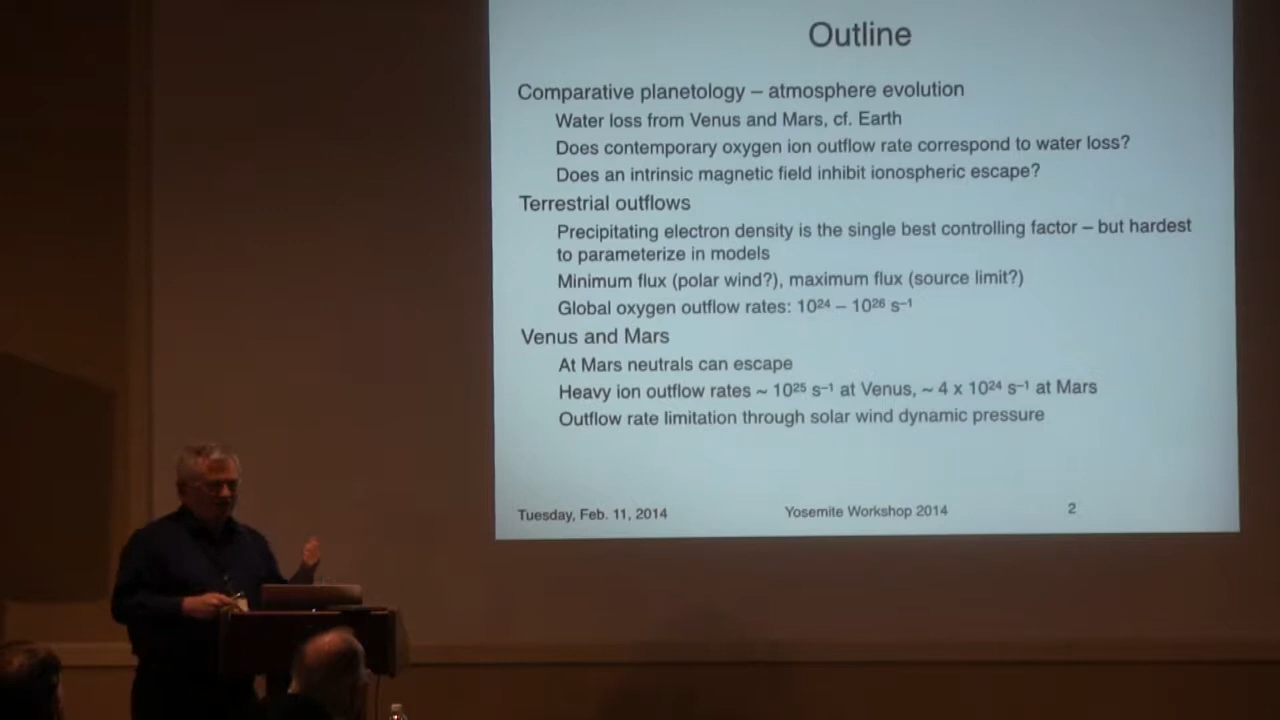 Outline
Comparative planetology – atmosphere evolution
Water loss from Venus and Mars, cf. Earth
Does contemporary oxygen ion outflow rate correspond to water loss?
Does an intrinsic magnetic field inhibit ionospheric escape?
Terrestrial outflows
Precipitating electron density is the single best controlling factor – but hardest
to parameterize in models
Minimum flux (polar wind?), maximum flux (source limit?)
Global oxygen outflow rates: 10²⁴ – 10²⁶ s⁻¹
Venus and Mars
At Mars neutrals can escape
Heavy ion outflow rates ~ 10²⁵ s⁻¹ at Venus, ~ 4 x 10²⁴ s⁻¹ at Mars
Outflow rate limitation through solar wind dynamic pressure
Tuesday, Feb. 11, 2014 Yosemite Workshop 2014 2